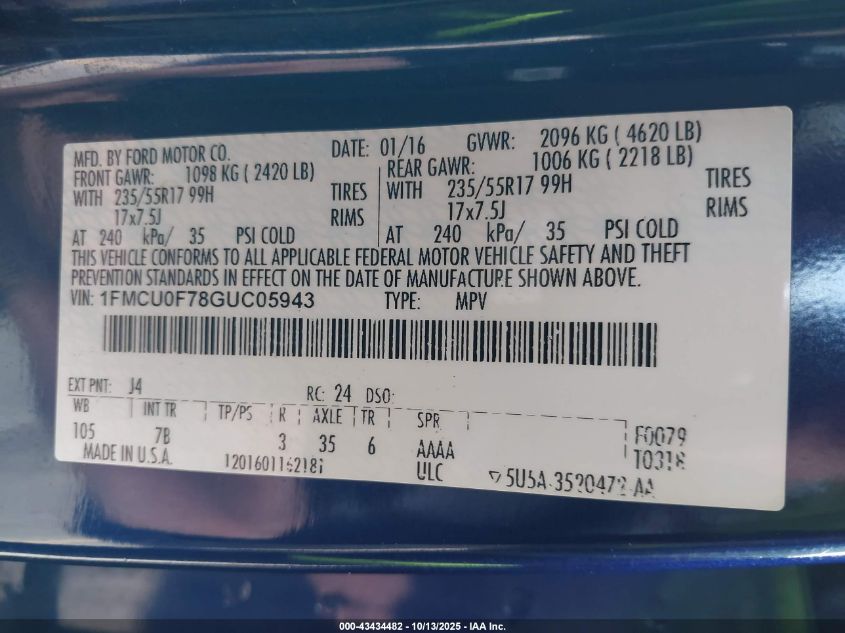 MFD. BY FORD MOTOR CO. DATE: 01/16 GVWR: 2096 KG ( 4620 LB)
FRONT GAWR: 1098 KG ( 2420 LB) REAR GAWR: 1006 KG ( 2218 LB)
WITH 235/55R17 99H TIRES WITH 235/55R17 99H TIRES
17x7.5J RIMS 17x7.5J RIMS
AT 240 kPa/ 35 PSI COLD AT 240 kPa/ 35 PSI COLD
THIS VEHICLE CONFORMS TO ALL APPLICABLE FEDERAL MOTOR VEHICLE SAFETY AND THEFT
PREVENTION STANDARDS IN EFFECT ON THE DATE OF MANUFACTURE SHOWN ABOVE.
VIN: 1FMCU0F78GUC05943 TYPE: MPV
EXT PNT: J4 RC: 24 DSO:
WB INT TR TP/PS R AXLE TR SPR
105 7B 3 35 6 AAAA F0079
MADE IN U.S.A. ULC T0318
000-43434482 - 10/13/2025 - IAA Inc.